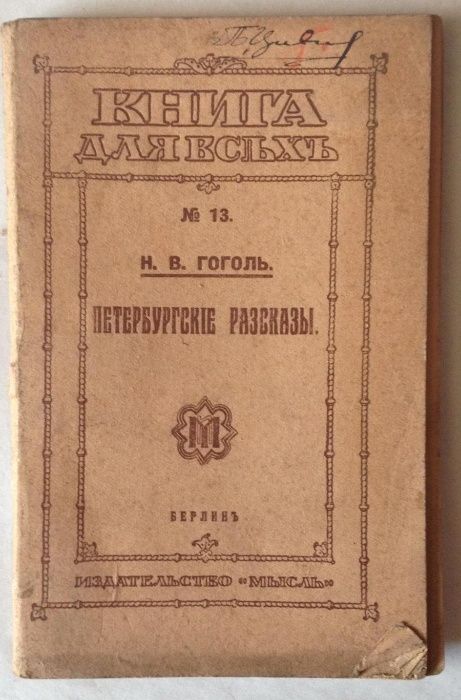 КНИГА
ДЛЯ ВСѢХЪ
№ 13.
Н. В. ГОГОЛЬ.
ПЕТЕРБУРГСКІЕ РАЗСКАЗЫ.
М
БЕРЛИНЪ
ИЗДАТЕЛЬСТВО «МЫСЛЬ»